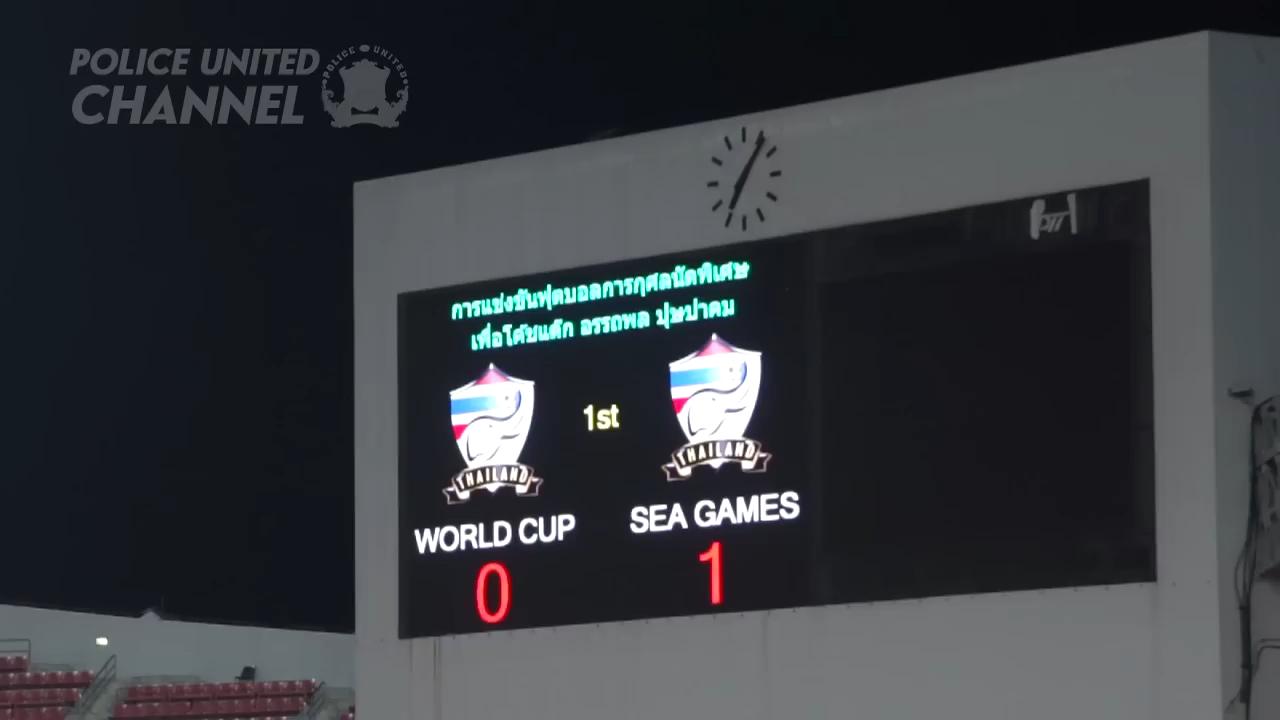 POLICE UNITED
CHANNEL
POLICE UNITED
การแข่งขันฟุตบอลการกุศลนัดพิเศษ
เพื่อโค้ชแต๊ก อรรถพล ปุษปาคม
1st
THAILAND
THAILAND
WORLD CUP
SEA GAMES
0
1